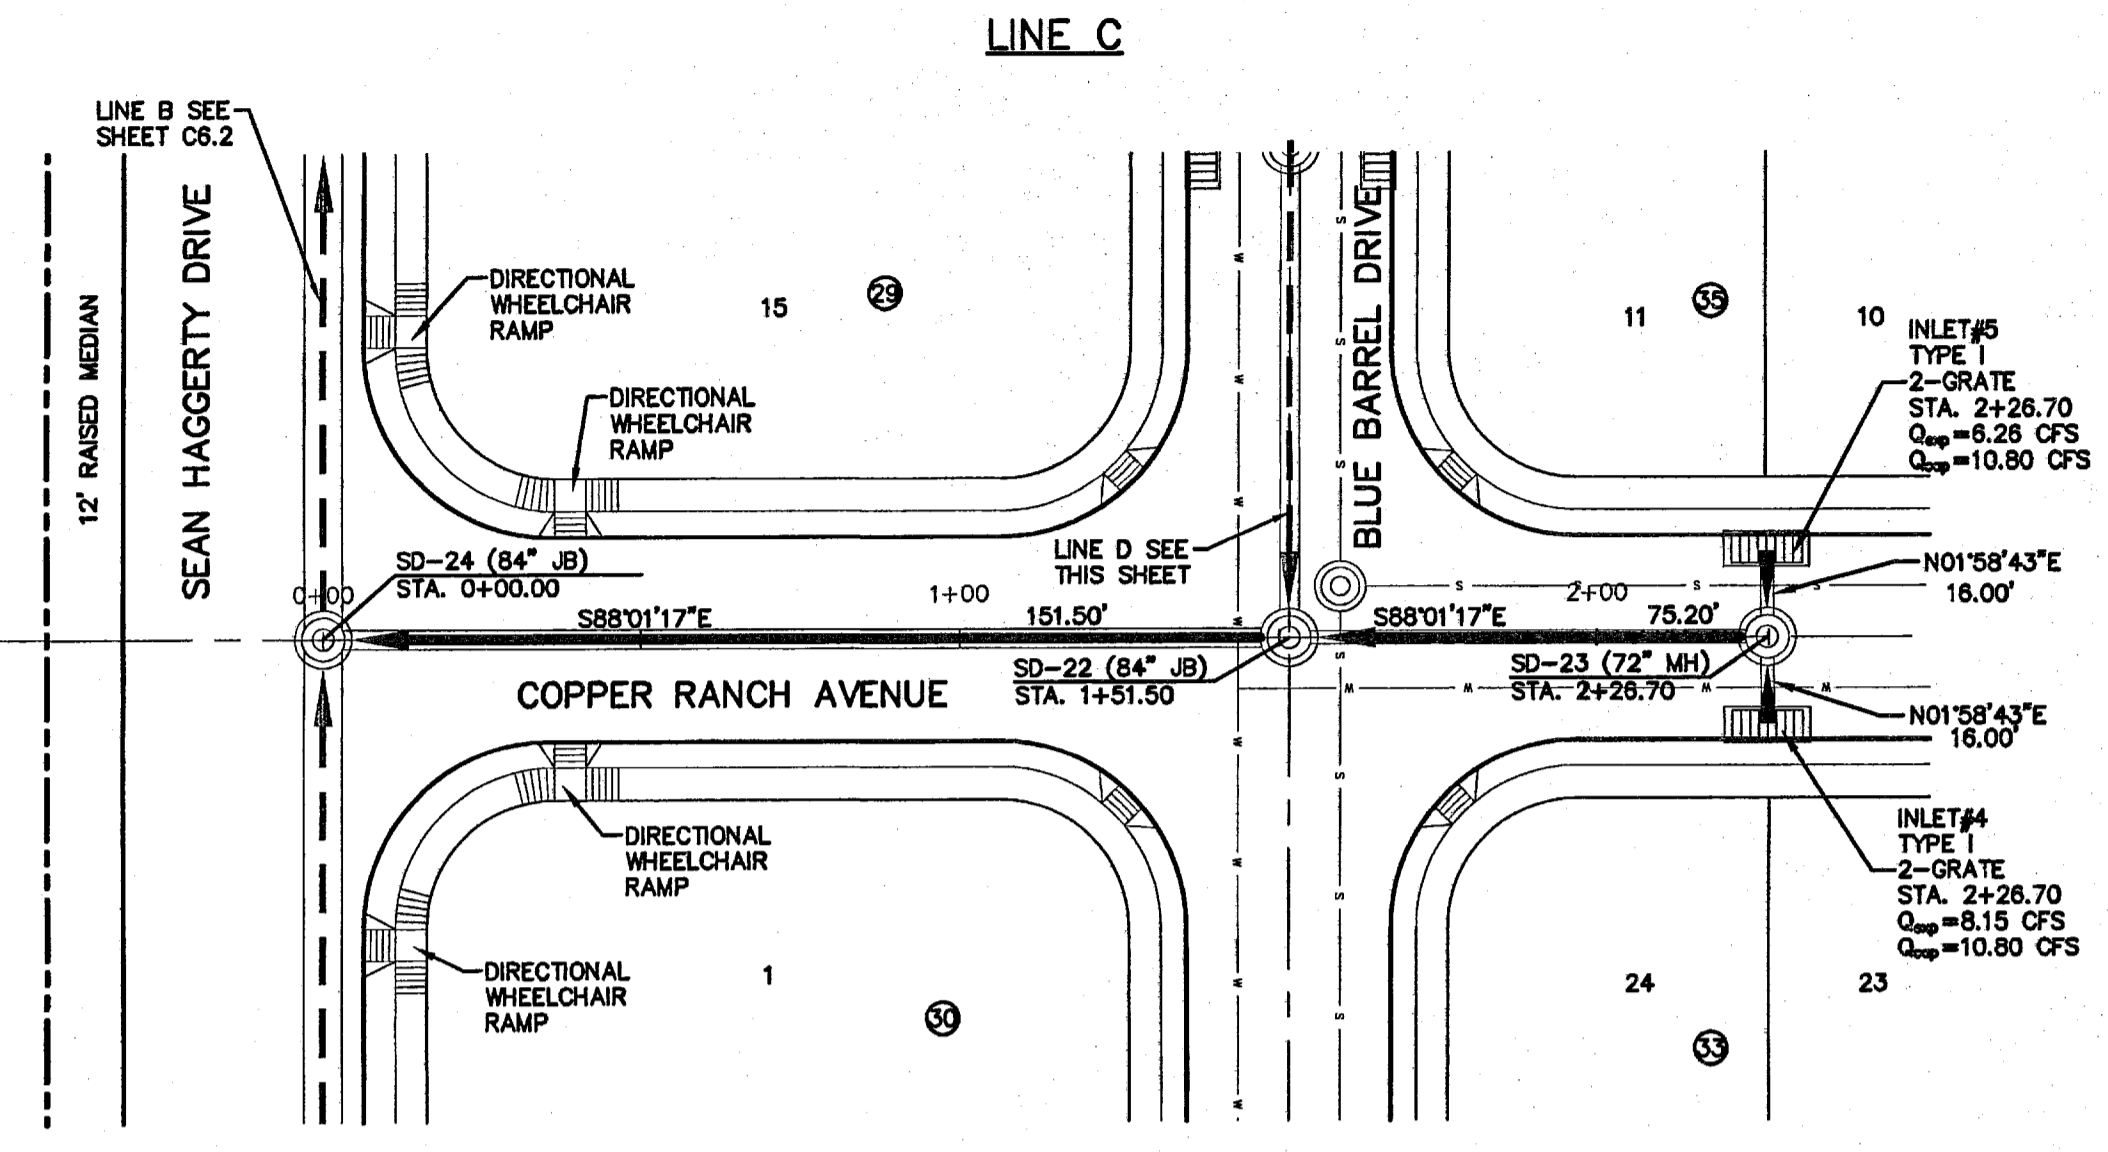 LINE C
LINE B SEE
SHEET C6.2
SEAN HAGGERTY DRIVE
12' RAISED MEDIAN
DIRECTIONAL
WHEELCHAIR
RAMP
15
29
DIRECTIONAL
WHEELCHAIR
RAMP
BLUE BARREL DRIVE
11
35
10
INLET#5
TYPE I
2-GRATE
STA. 2+26.70
Qexp=6.26 CFS
Qcap=10.80 CFS
LINE D SEE
THIS SHEET
SD-24 (84" JB)
STA. 0+00.00
0+00
1+00
2+00
N01°58'43"E
16.00'
S88°01'17"E
151.50'
S88°01'17"E
75.20'
SD-22 (84" JB)
STA. 1+51.50
SD-23 (72" MH)
STA. 2+26.70
COPPER RANCH AVENUE
N01°58'43"E
16.00'
DIRECTIONAL
WHEELCHAIR
RAMP
INLET#4
TYPE I
2-GRATE
STA. 2+26.70
Qexp=8.15 CFS
Qcap=10.80 CFS
DIRECTIONAL
WHEELCHAIR
RAMP
1
30
24
23
33
W
W
W
W
W
W
W
W
W
W
W
W
W
S
S
S
S
S
S
S
S
S
S
S
S